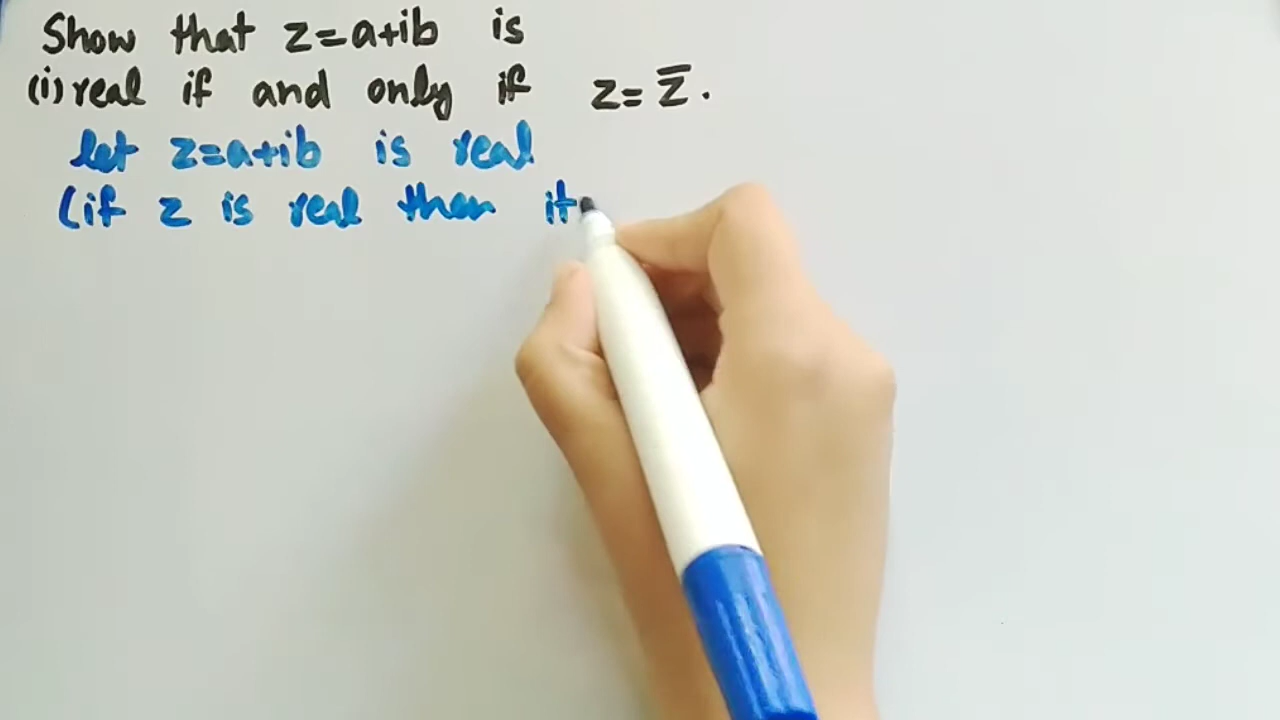 Show that z=a+ib is
(i) real if and only if z=z̅.
let z=a+ib is real
(if z is real then it